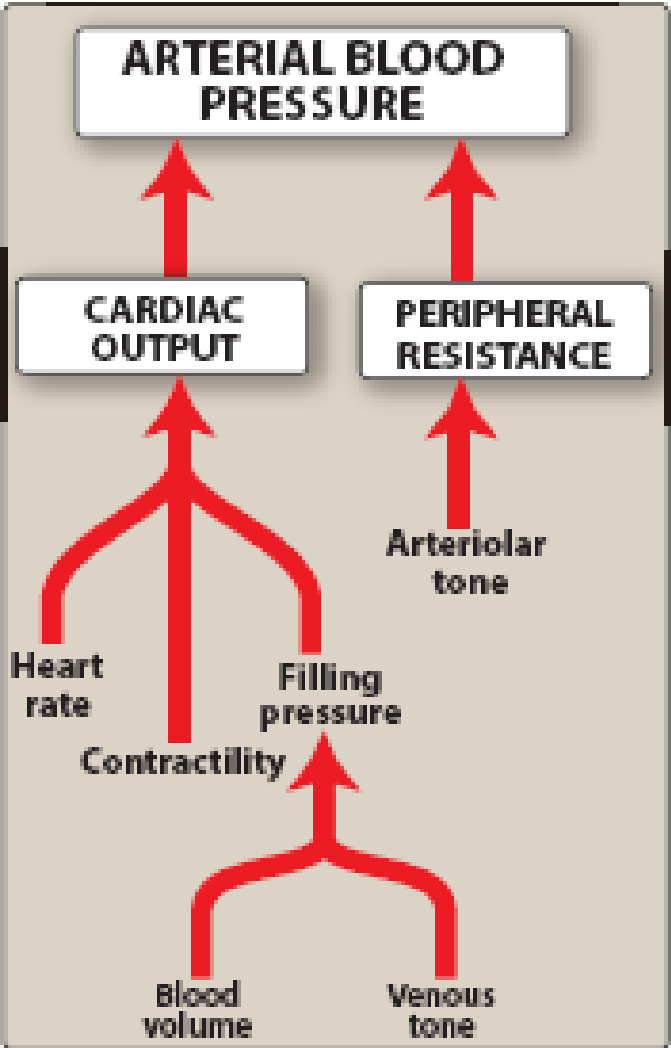 ARTERIAL BLOOD
PRESSURE
CARDIAC
OUTPUT
PERIPHERAL
RESISTANCE
Arteriolar
tone
Heart
rate
Filling
pressure
Contractility
Blood
volume
Venous
tone